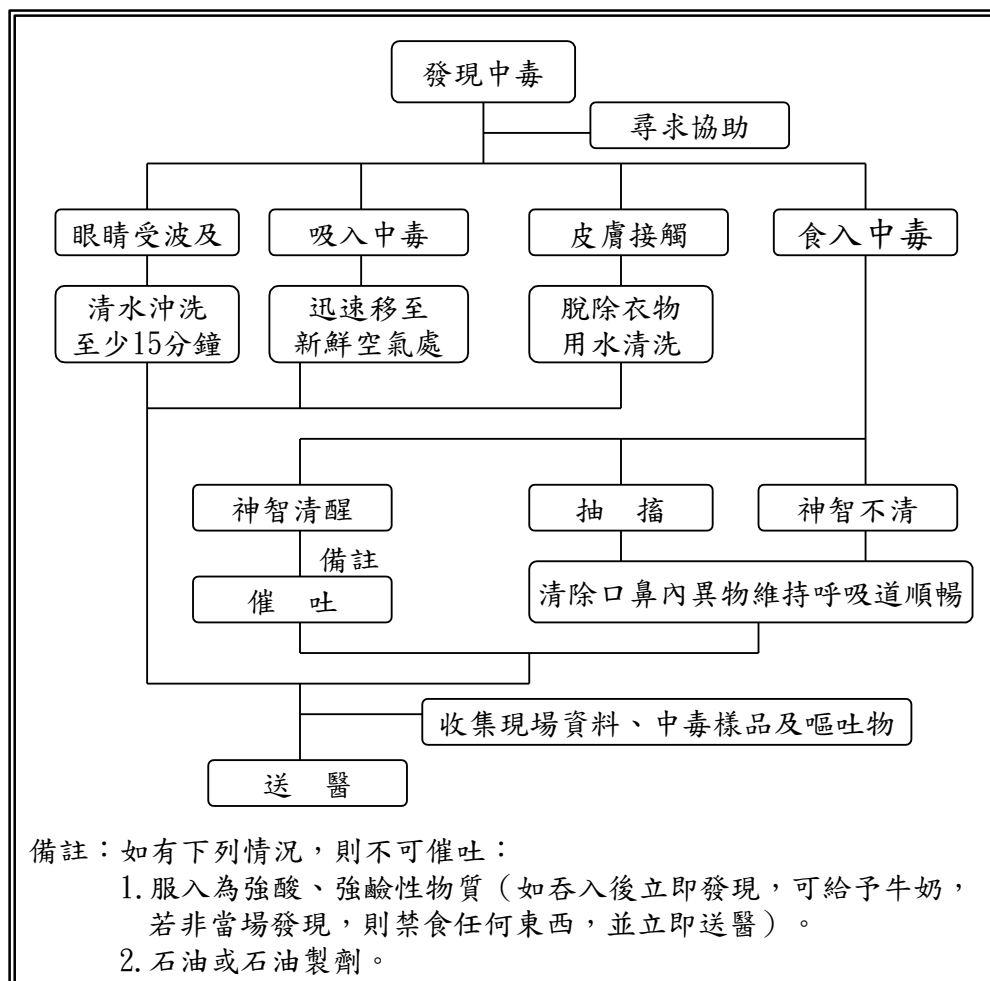 發現中毒
尋求協助
眼睛受波及
吸入中毒
皮膚接觸
食入中毒
清水沖洗
至少15分鐘
迅速移至
新鮮空氣處
脫除衣物
用水清洗
神智清醒
抽 搐
神智不清
備註
催 吐
清除口鼻內異物維持呼吸道順暢
收集現場資料、中毒樣品及嘔吐物
送 醫
備註：如有下列情況，則不可催吐：
1.服入為強酸、強鹼性物質（如吞入後立即發現，可給予牛奶，
若非當場發現，則禁食任何東西，並立即送醫）。
2.石油或石油製劑。